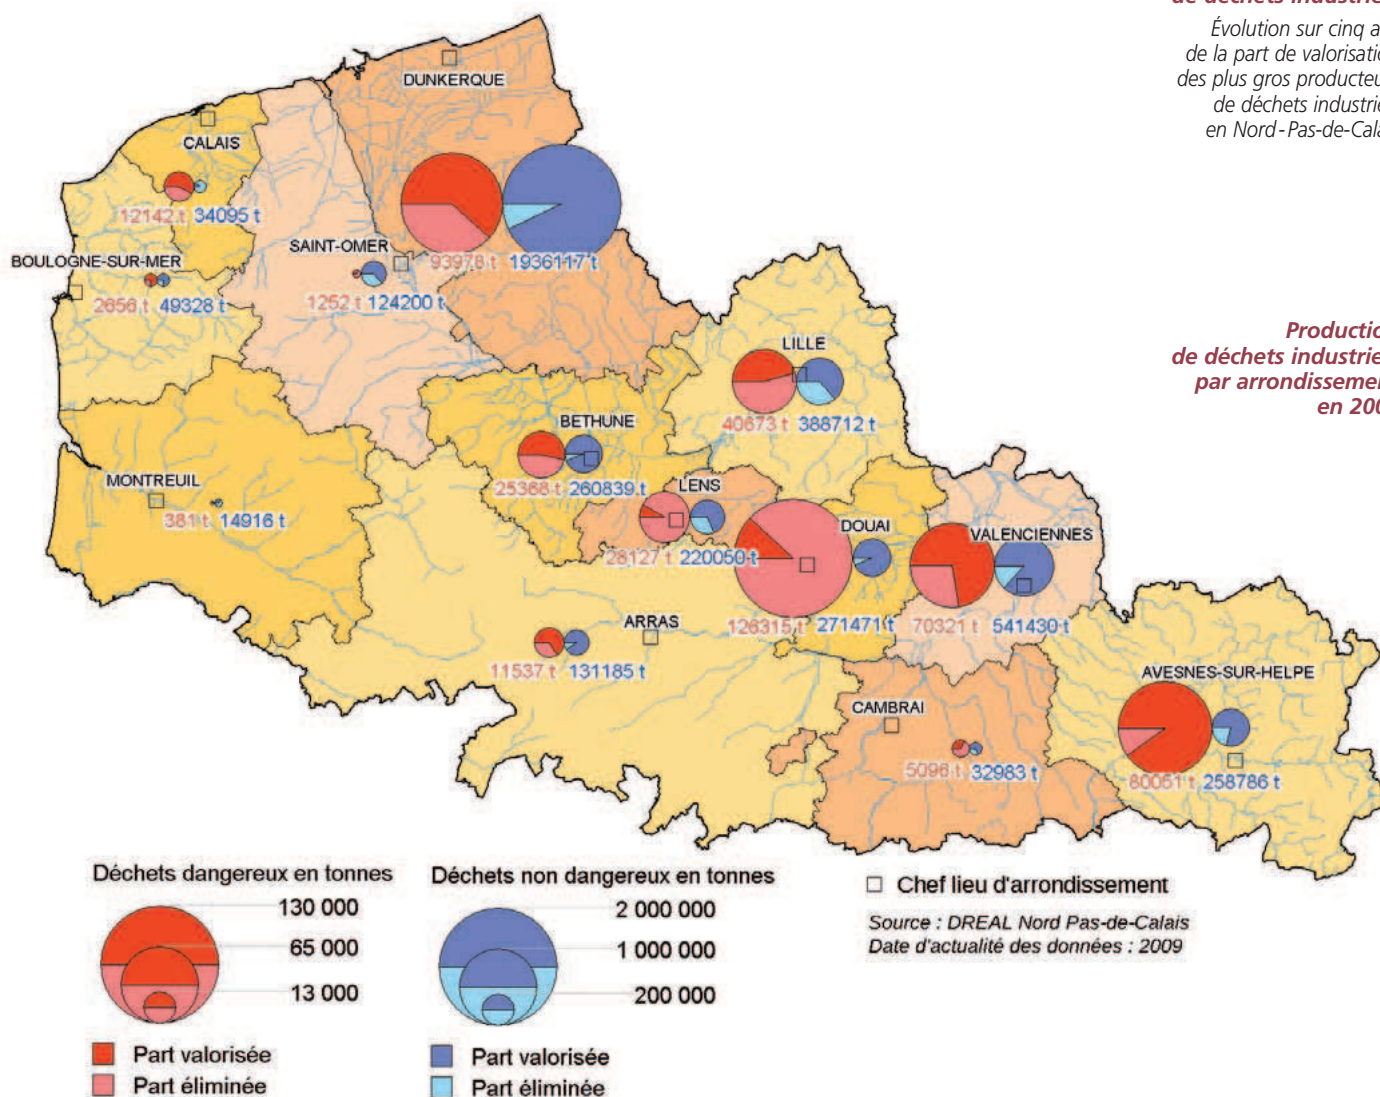 de déchets industrie
Évolution sur cinq a
de la part de valorisatio
des plus gros producteu
de déchets industrie
en Nord-Pas-de-Cala
DUNKERQUE
CALAIS
12142 t 34095 t
93978 t 1936117 t
SAINT-OMER
BOULOGNE-SUR-MER
2656 t 49328 t
1252 t 124200 t
LILLE
40673 t 388712 t
Productio
de déchets industrie
par arrondissemen
en 200
BETHUNE
25368 t 260839 t
MONTREUIL
381 t 14916 t
LENS
28127 t 220050 t
DOUAI
126315 t 271471 t
VALENCIENNES
70321 t 541430 t
ARRAS
11537 t 131185 t
AVESNES-SUR-HELPE
80051 t 258786 t
CAMBRAI
5096 t 32983 t
Déchets dangereux en tonnes
130 000
65 000
13 000
Part valorisée
Part éliminée
Déchets non dangereux en tonnes
2 000 000
1 000 000
200 000
Part valorisée
Part éliminée
Chef lieu d'arrondissement
Source : DREAL Nord Pas-de-Calais
Date d'actualité des données : 2009